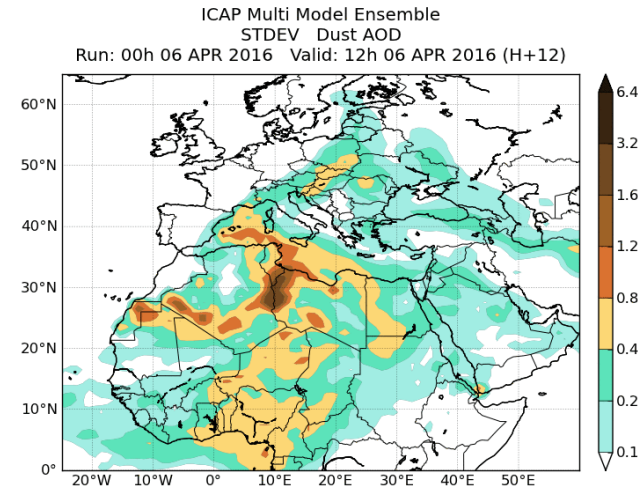 ICAP Multi Model Ensemble
STDEV Dust AOD
Run: 00h 06 APR 2016 Valid: 12h 06 APR 2016 (H+12)
60°N
50°N
40°N
30°N
20°N
10°N
0°
20°W
10°W
0°
10°E
20°E
30°E
40°E
50°E
6.4
3.2
1.6
1.2
0.8
0.4
0.2
0.1